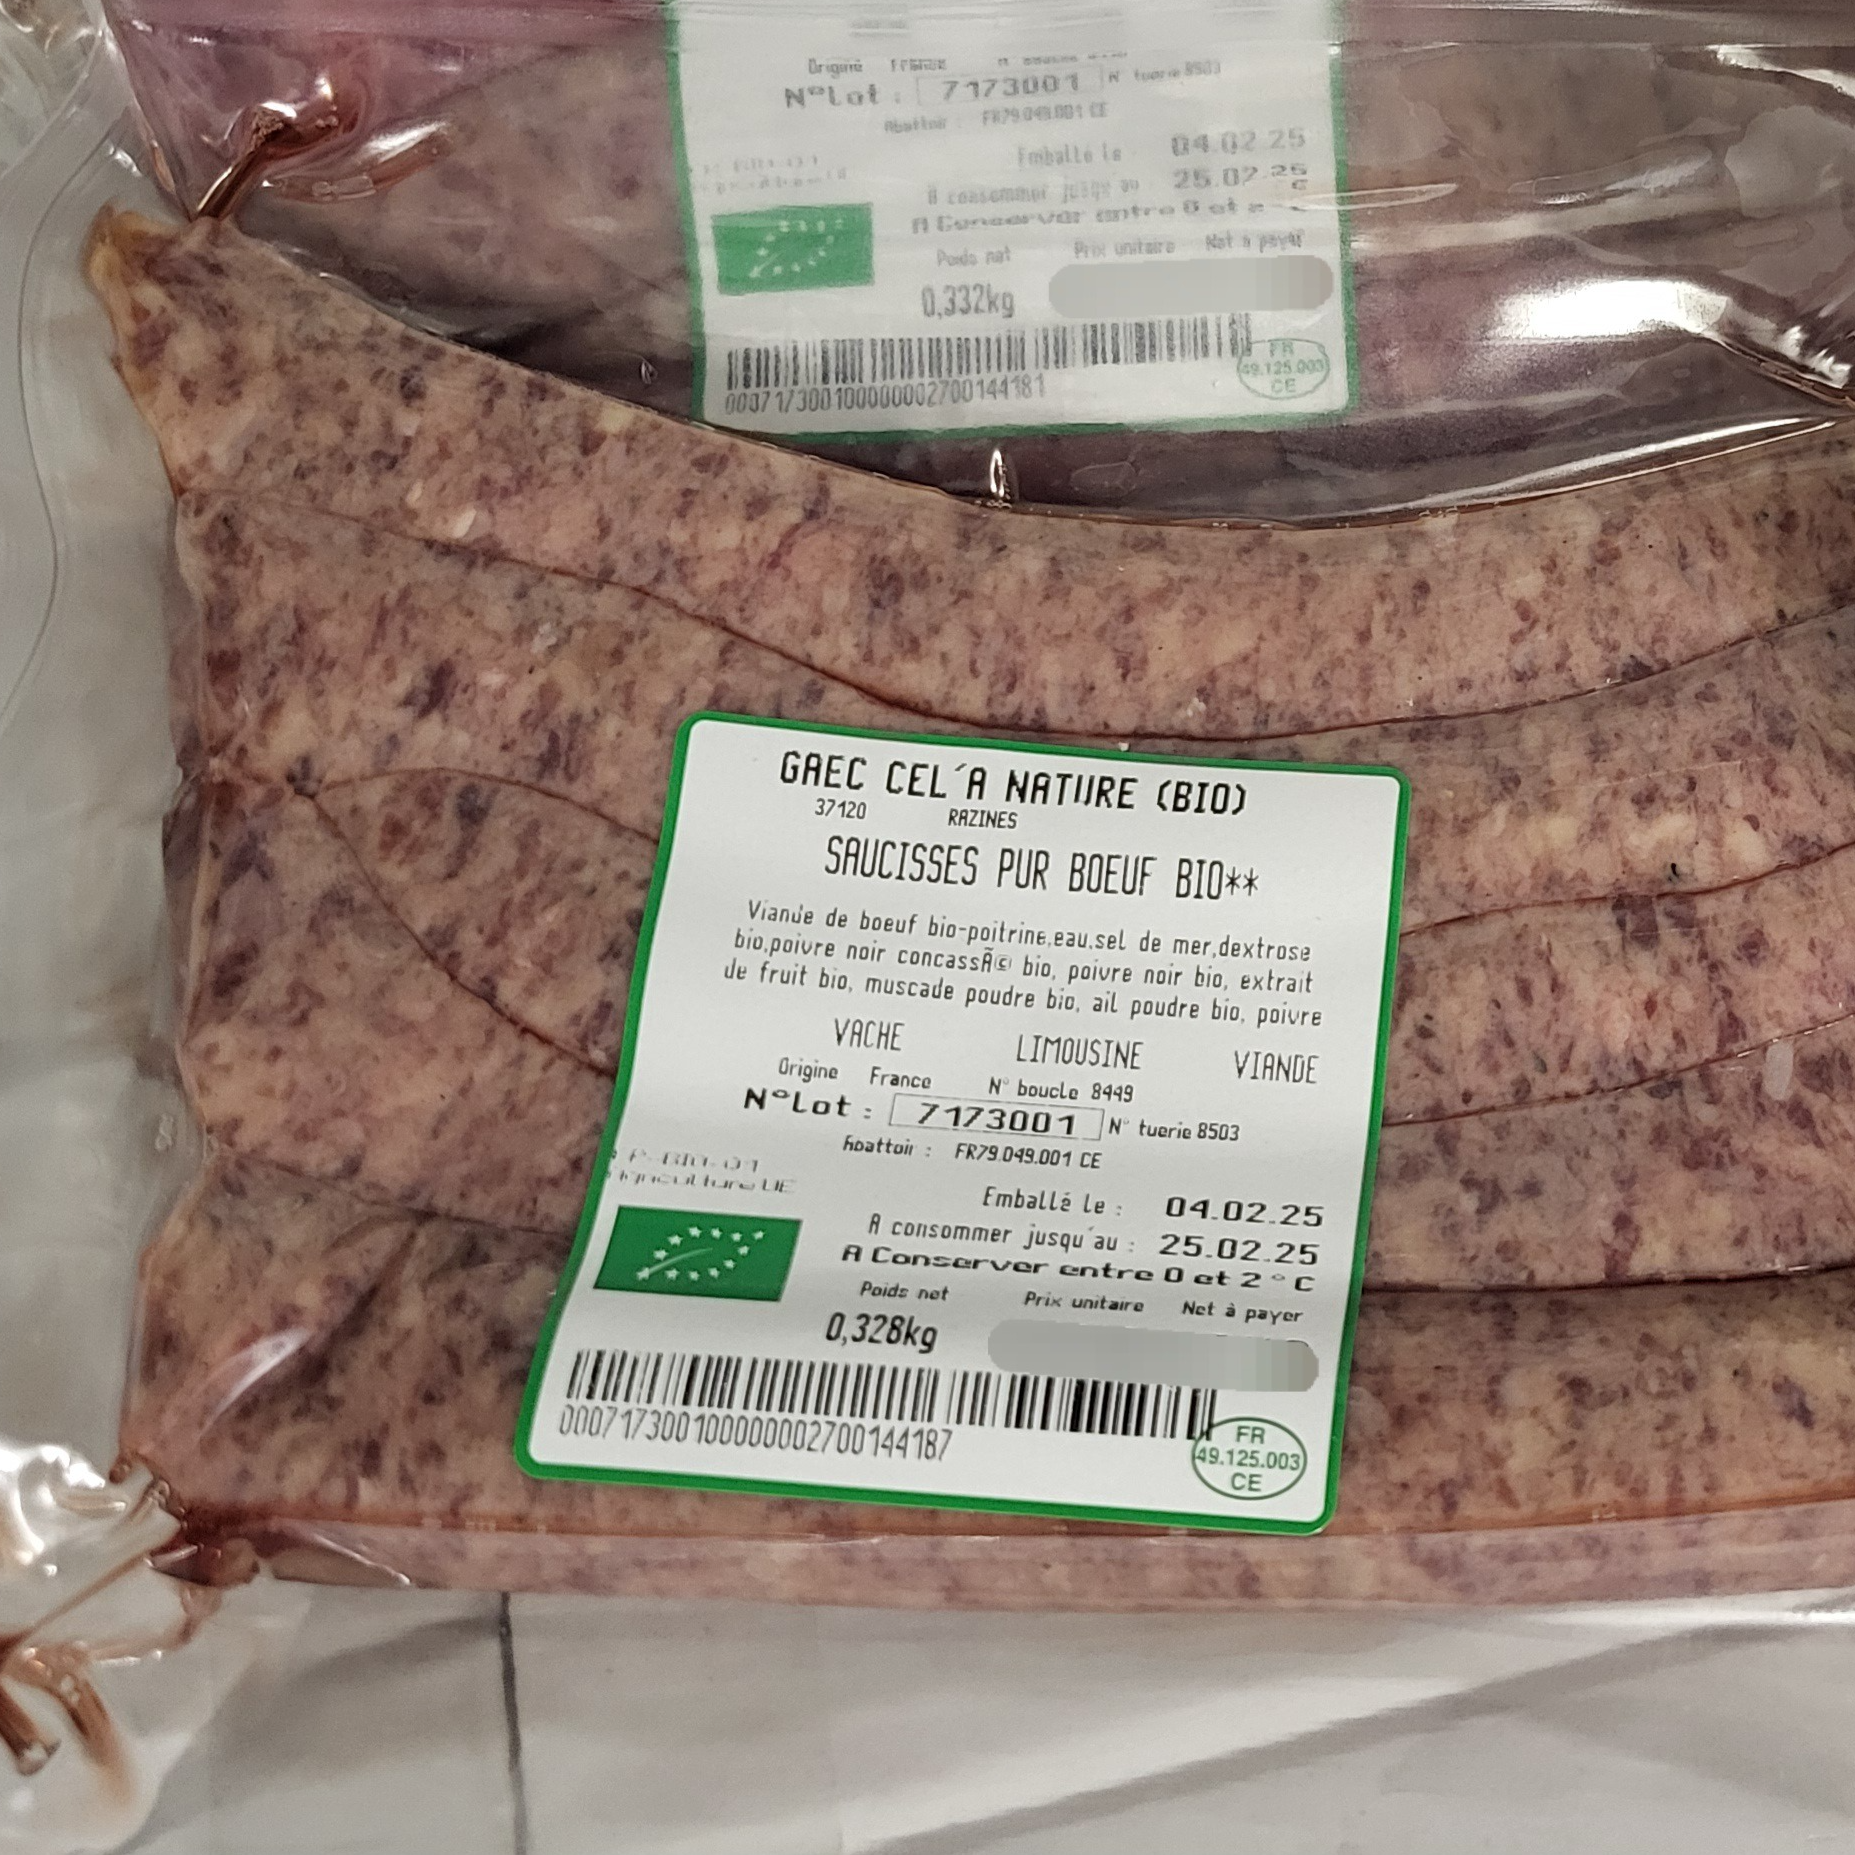 Origine France
N°Lot : 7173001 N° tuerie 8503
Abattoir : FR79.049.001 CE
Emballé le 04.02.25
A consommer jusqu'au 25.02.25
A Conserver entre 0 et 2 °C
Poids net Prix unitaire Net à payer
0,332kg
00071730010000002700144181
FR
49.125.003
CE
GAEC CEL´A NATURE (BIO)
37120 RAZINES
SAUCISSES PUR BOEUF BIO**
Viande de boeuf bio-poitrine,eau,sel de mer,dextrose
bio,poivre noir concassÃ© bio, poivre noir bio, extrait
de fruit bio, muscade poudre bio, ail poudre bio, poivre
VACHE LIMOUSINE VIANDE
Origine France N° boucle 8449
N°Lot : 7173001 N° tuerie 8503
Abattoir : FR79.049.001 CE
Agriculture UE
Emballé le : 04.02.25
A consommer jusqu'au : 25.02.25
A Conserver entre 0 et 2 °C
Poids net Prix unitaire Net à payer
0,328kg
00071730010000002700144187
FR
49.125.003
CE